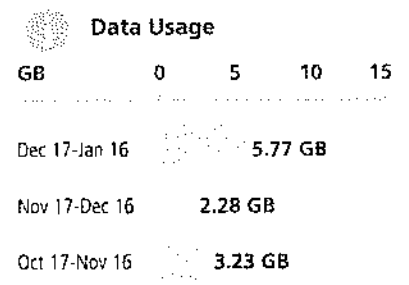 Data Usage
GB 0 5 10 15
Dec 17-Jan 16 5.77 GB
Nov 17-Dec 16 2.28 GB
Oct 17-Nov 16 3.23 GB